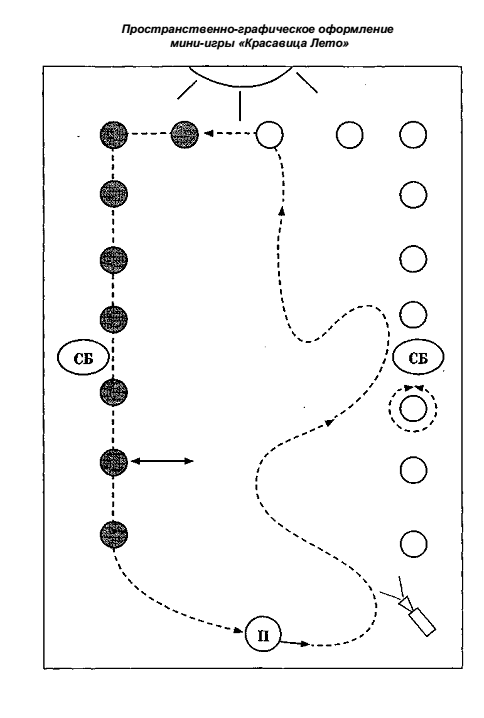 Пространственно-графическое оформление
мини-игры «Красавица Лето»
СБ
СБ
П